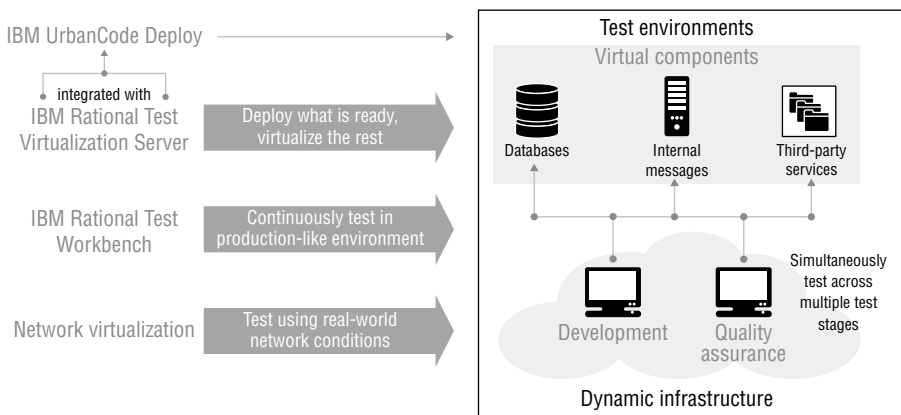 IBM UrbanCode Deploy
integrated with
IBM Rational Test
Virtualization Server
Deploy what is ready,
virtualize the rest
IBM Rational Test
Workbench
Continuously test in
production-like environment
Network virtualization
Test using real-world
network conditions
Test environments
Virtual components
Databases
Internal
messages
Third-party
services
Simultaneously
test across
multiple test
stages
Development
Quality
assurance
Dynamic infrastructure